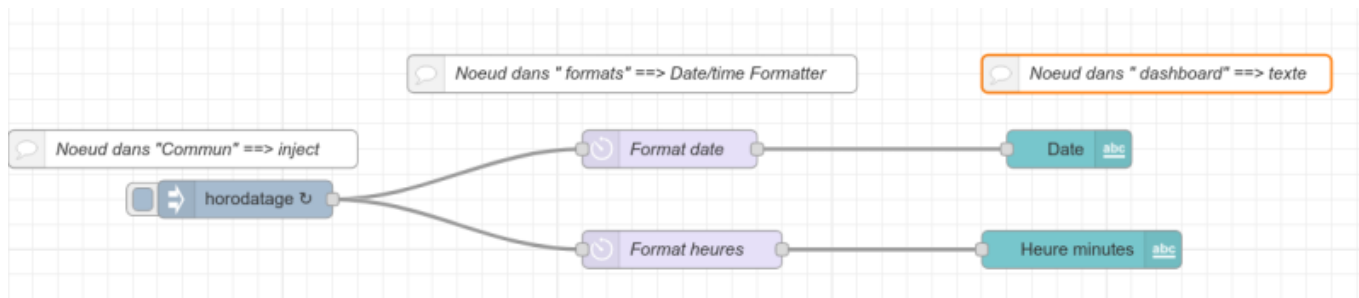 Noeud dans " formats" ==> Date/time Formatter
Noeud dans " dashboard" ==> texte
Noeud dans "Commun" ==> inject
Format date
Date
abc
horodatage ↻
Format heures
Heure minutes
abc